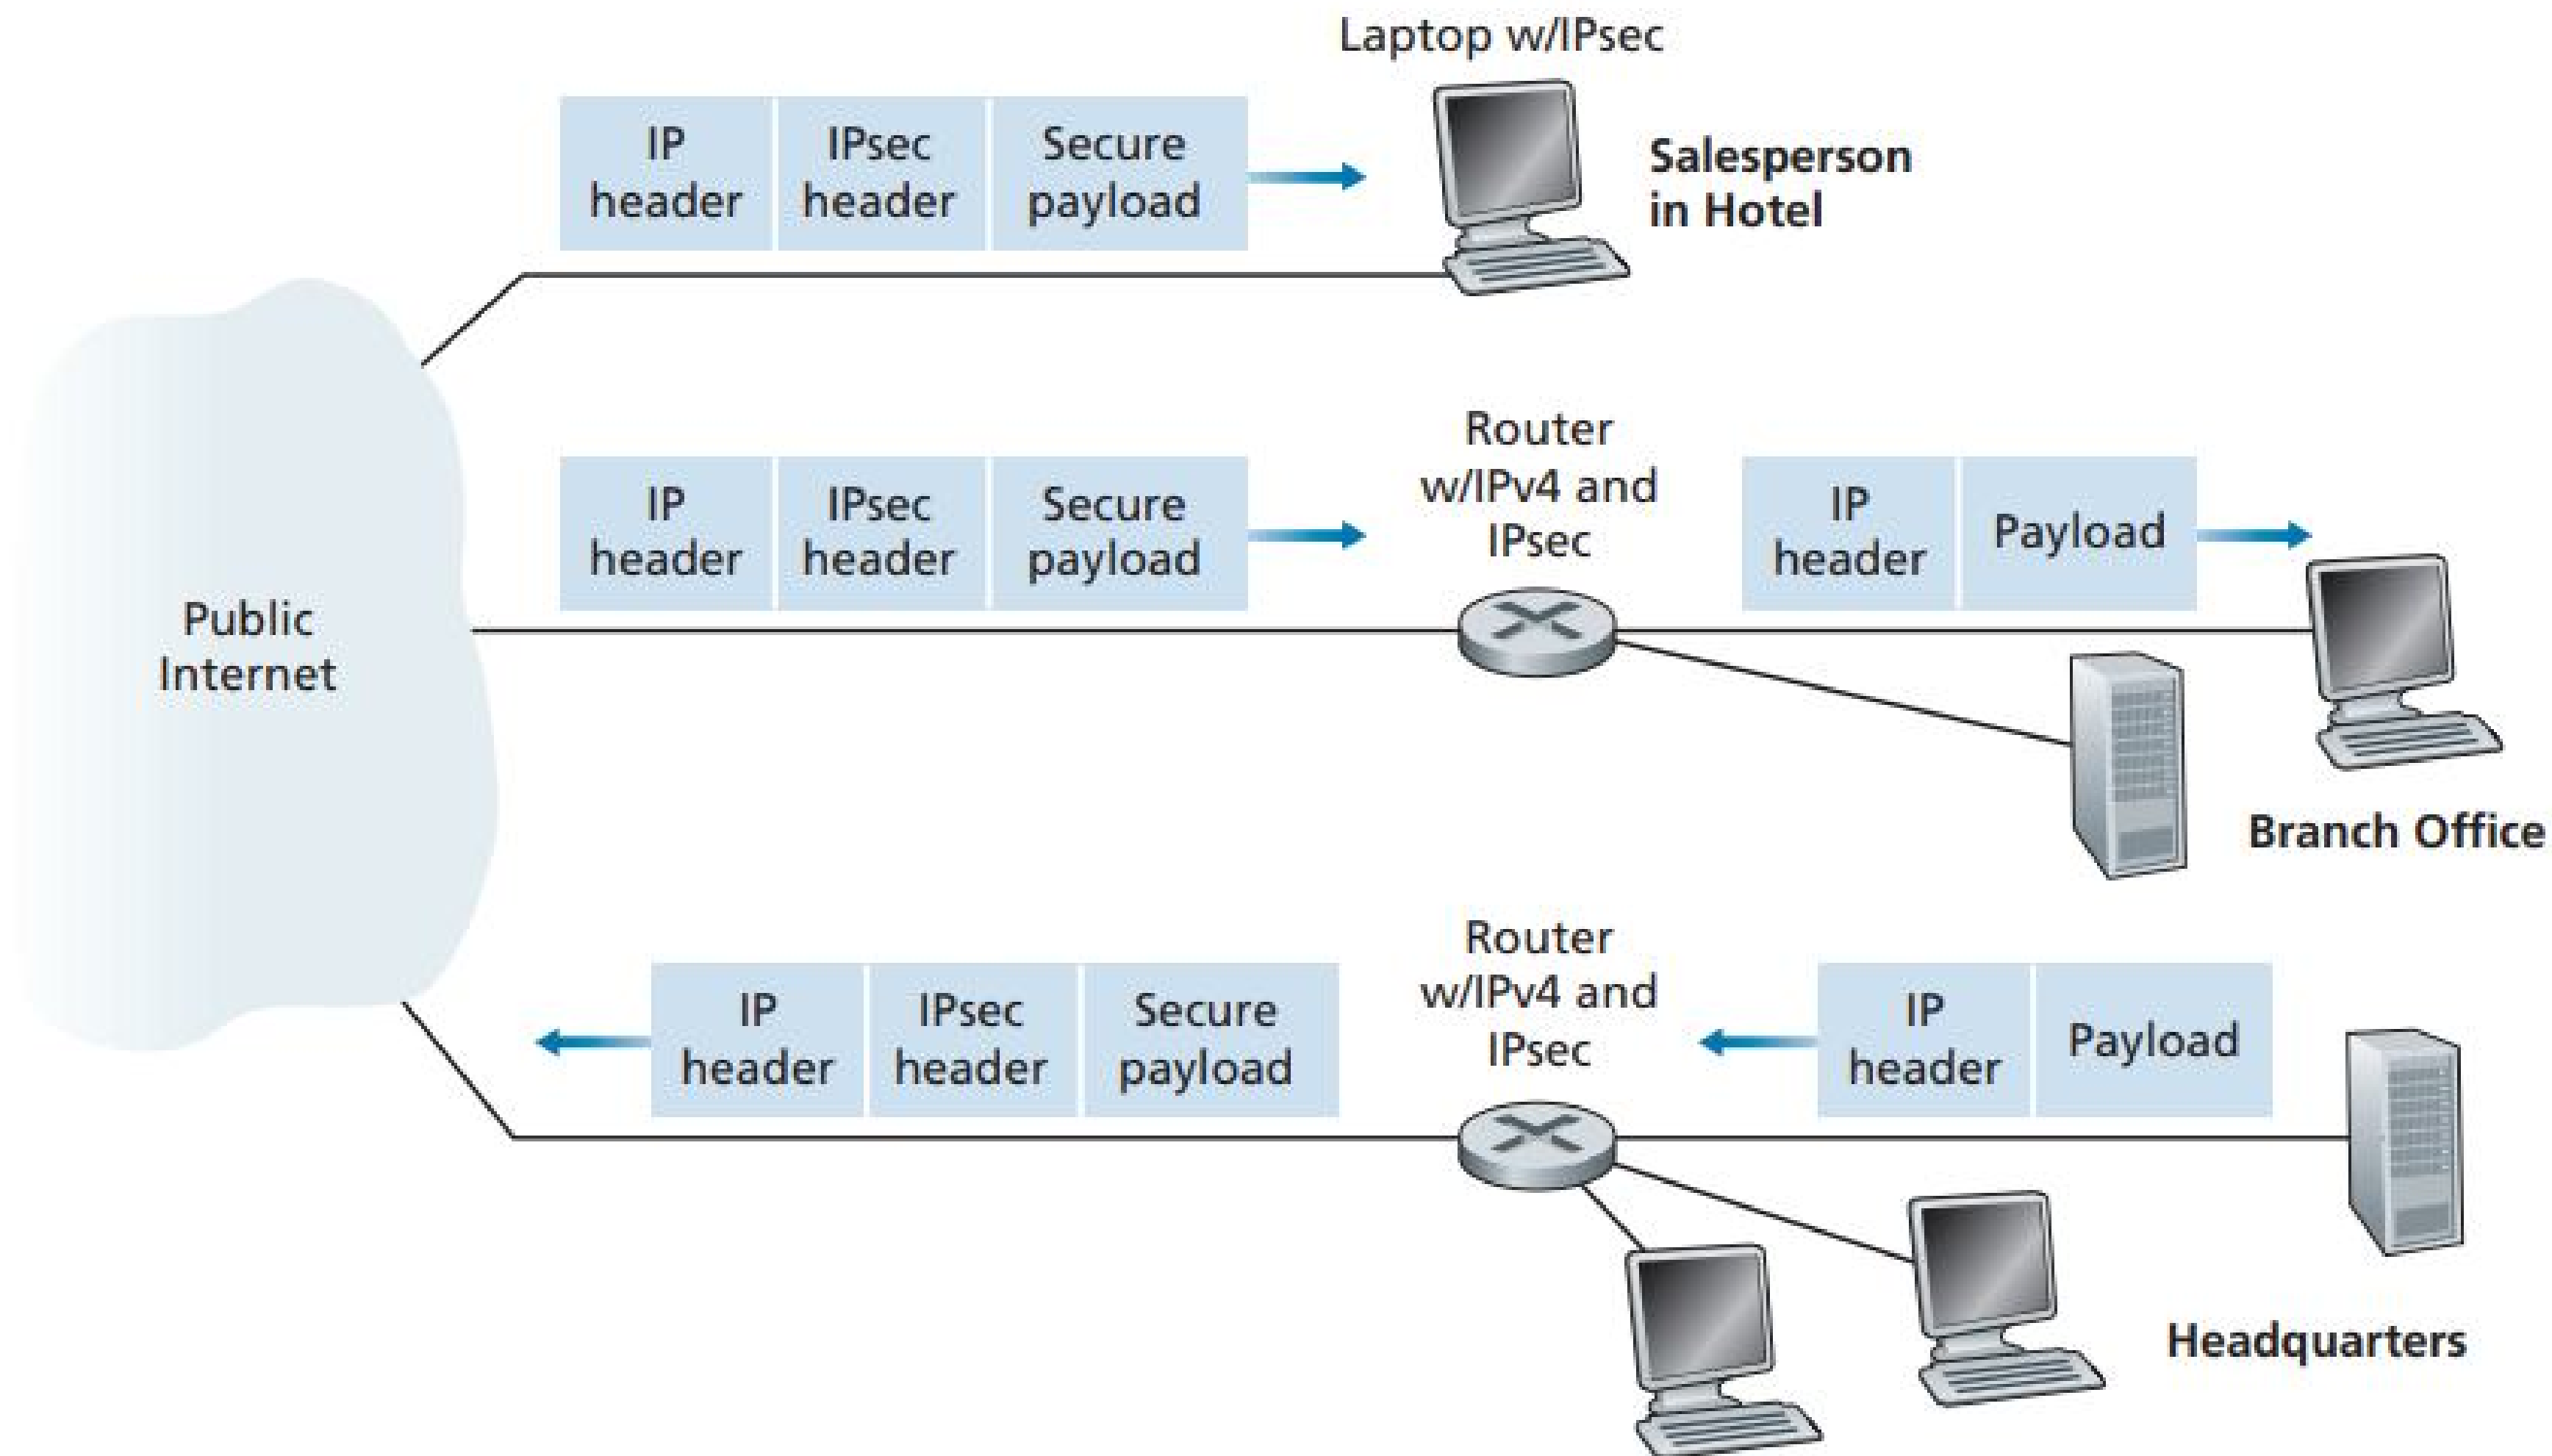 Laptop w/IPsec
IP
header
IPsec
header
Secure
payload
Salesperson
in Hotel
Router
w/IPv4 and
IPsec
IP
header
IPsec
header
Secure
payload
IP
header
Payload
Public
Internet
Branch Office
Router
w/IPv4 and
IPsec
IP
header
IPsec
header
Secure
payload
IP
header
Payload
Headquarters